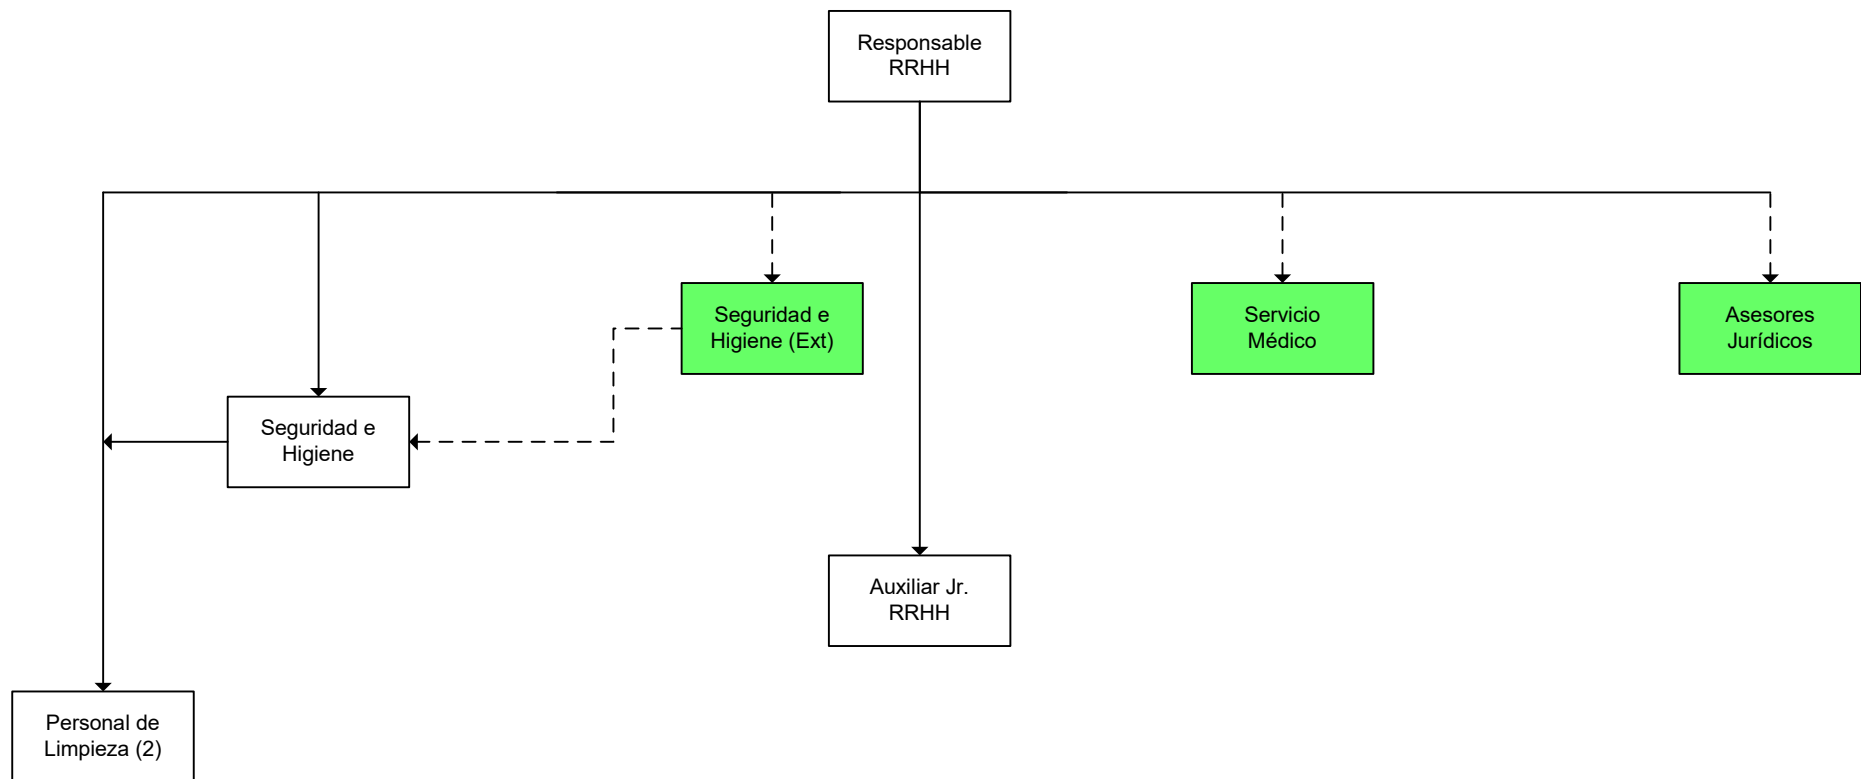 Responsable
RRHH
Seguridad e
Higiene (Ext)
Servicio
Médico
Asesores
Jurídicos
Seguridad e
Higiene
Auxiliar Jr.
RRHH
Personal de
Limpieza (2)